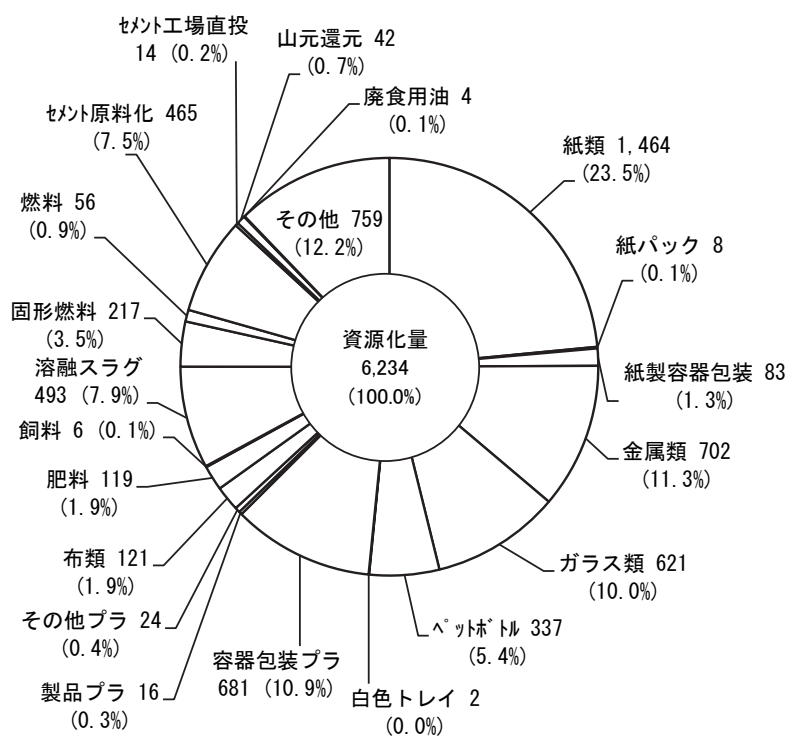 セメント工場直投
14 (0.2%)
山元還元 42
(0.7%)
廃食用油 4
(0.1%)
紙類 1,464
(23.5%)
紙パック 8
(0.1%)
紙製容器包装 83
(1.3%)
金属類 702
(11.3%)
ガラス類 621
(10.0%)
ペットボトル 337
(5.4%)
白色トレイ 2
(0.0%)
容器包装プラ
681 (10.9%)
製品プラ 16
(0.3%)
その他プラ 24
(0.4%)
布類 121
(1.9%)
肥料 119
(1.9%)
飼料 6 (0.1%)
溶融スラグ
493 (7.9%)
固形燃料 217
(3.5%)
燃料 56
(0.9%)
セメント原料化 465
(7.5%)
その他 759
(12.2%)
資源化量
6,234
(100.0%)